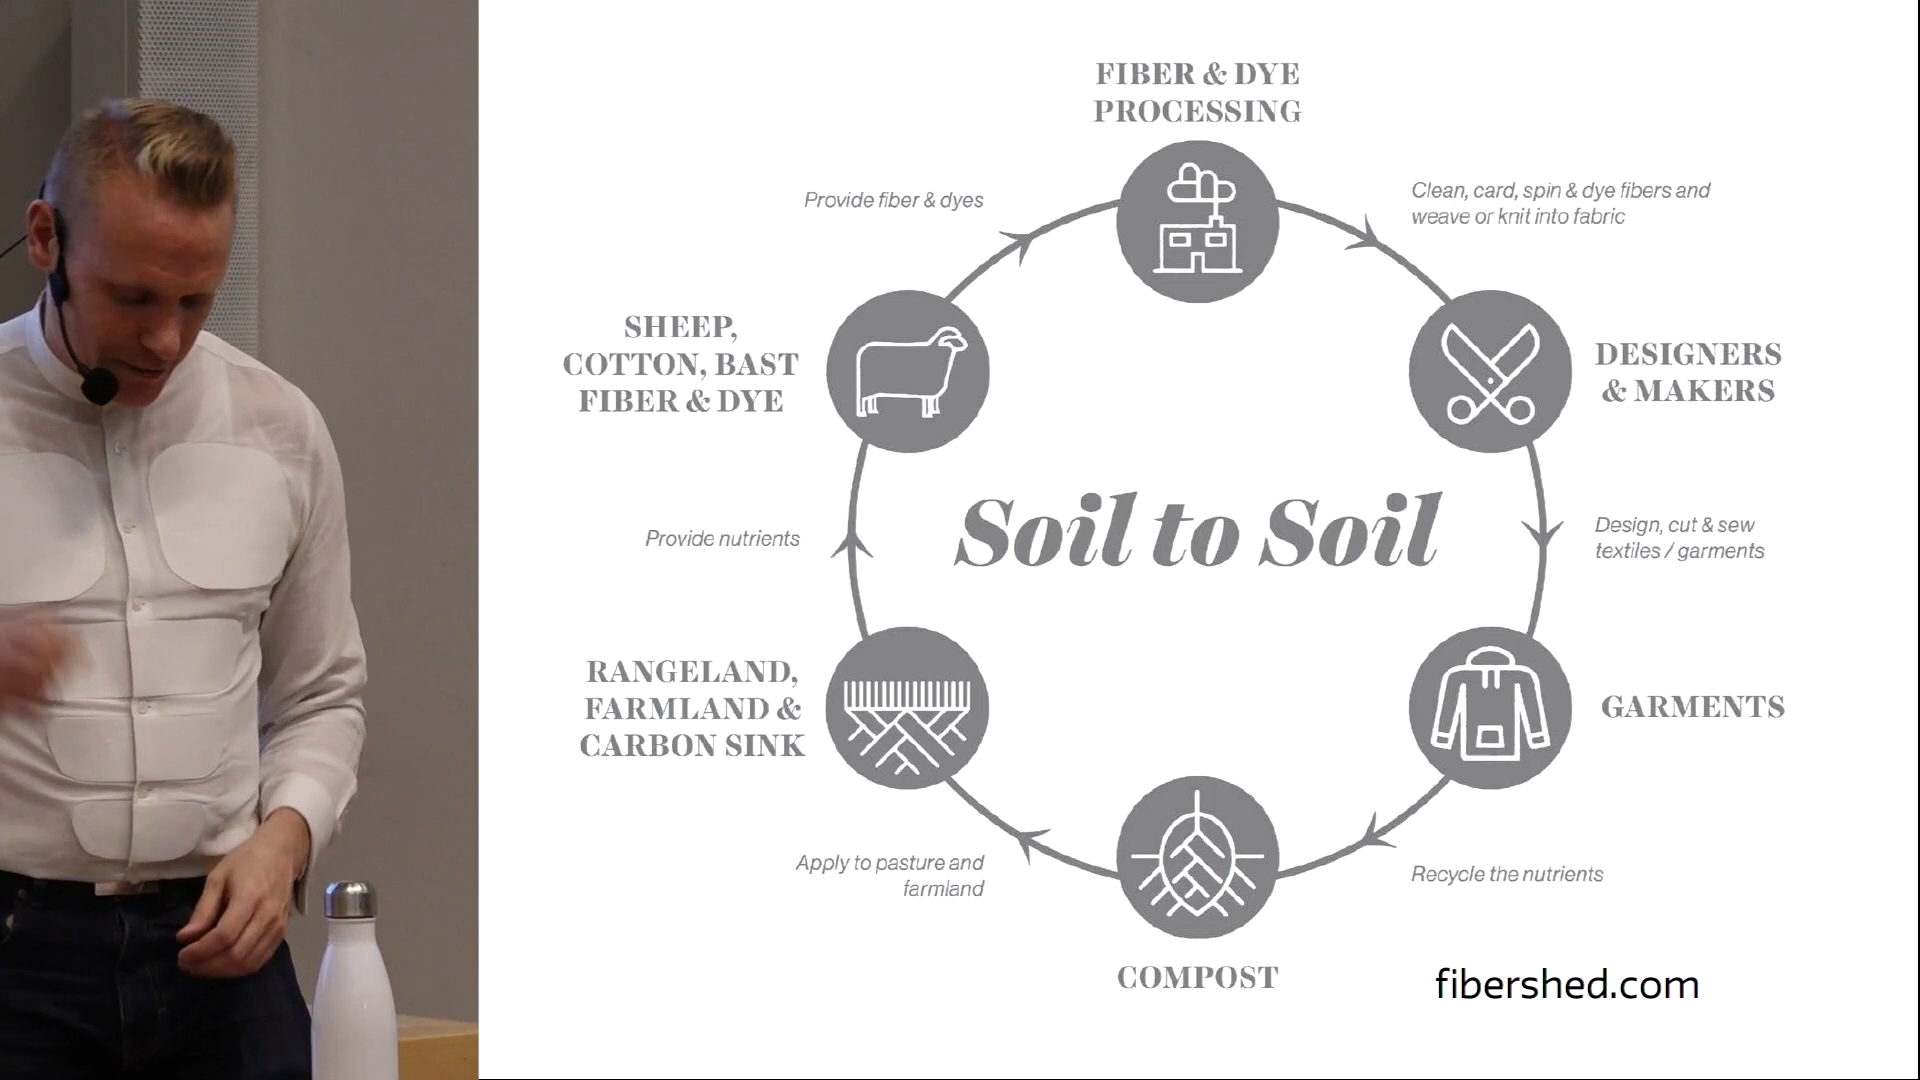 FIBER & DYE
PROCESSING
Provide fiber & dyes
Clean, card, spin & dye fibers and
weave or knit into fabric
SHEEP,
COTTON, BAST
FIBER & DYE
DESIGNERS
& MAKERS
Soil to Soil
Provide nutrients
Design, cut & sew
textiles / garments
RANGELAND,
FARMLAND &
CARBON SINK
GARMENTS
Apply to pasture and
farmland
Recycle the nutrients
COMPOST
fibershed.com